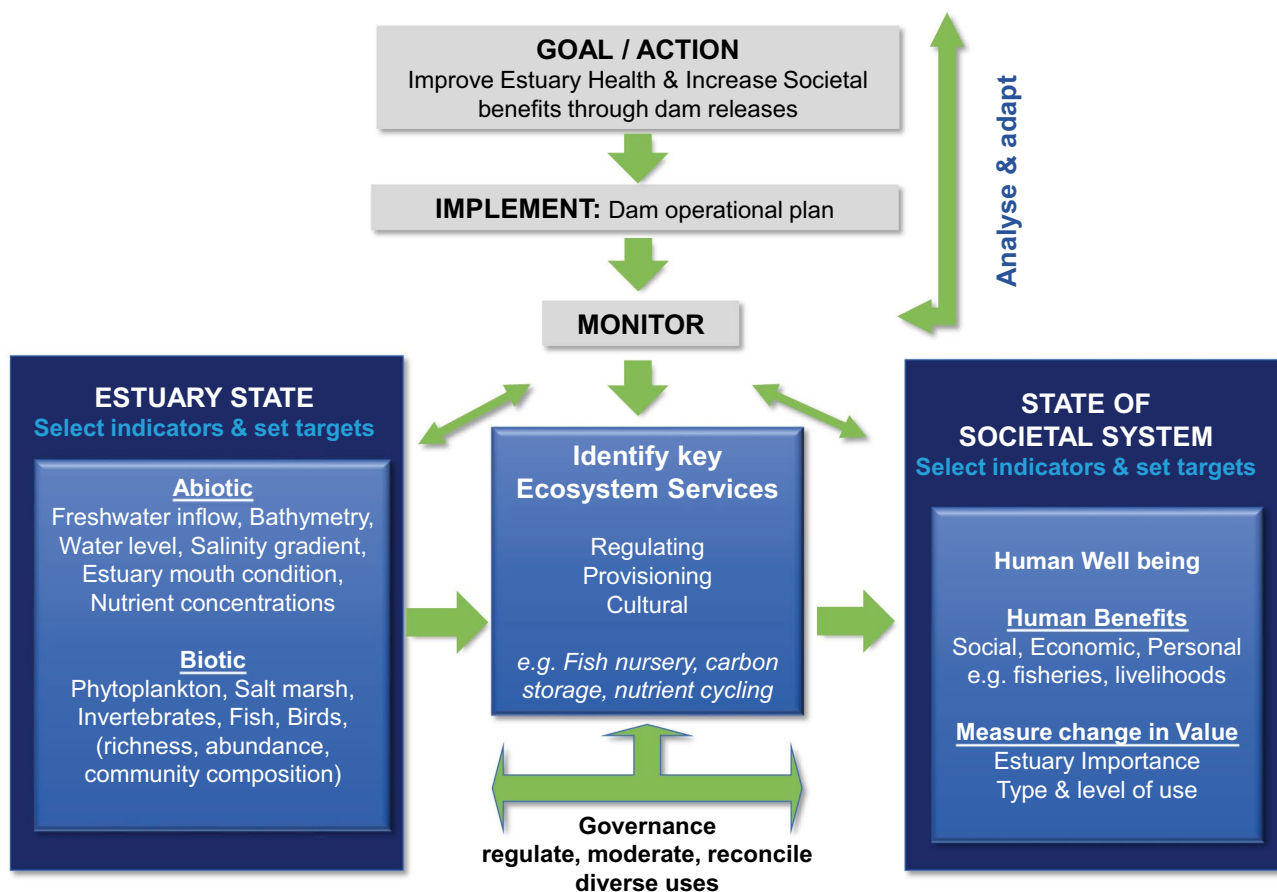 GOAL / ACTION
Improve Estuary Health & Increase Societal
benefits through dam releases
Analyse & adapt
IMPLEMENT: Dam operational plan
MONITOR
ESTUARY STATE
Select indicators & set targets
Abiotic
Freshwater inflow, Bathymetry,
Water level, Salinity gradient,
Estuary mouth condition,
Nutrient concentrations
Biotic
Phytoplankton, Salt marsh,
Invertebrates, Fish, Birds,
(richness, abundance,
community composition)
Identify key
Ecosystem Services
Regulating
Provisioning
Cultural
e.g. Fish nursery, carbon
storage, nutrient cycling
STATE OF
SOCIETAL SYSTEM
Select indicators & set targets
Human Well being
Human Benefits
Social, Economic, Personal
e.g. fisheries, livelihoods
Measure change in Value
Estuary Importance
Type & level of use
Governance
regulate, moderate, reconcile
diverse uses